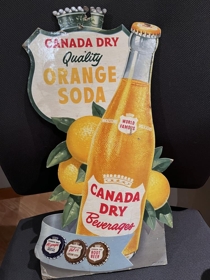 CANADA DRY
Quality
ORANGE
SODA
WORLD
FAMOUS
CANADA
DRY
Beverages